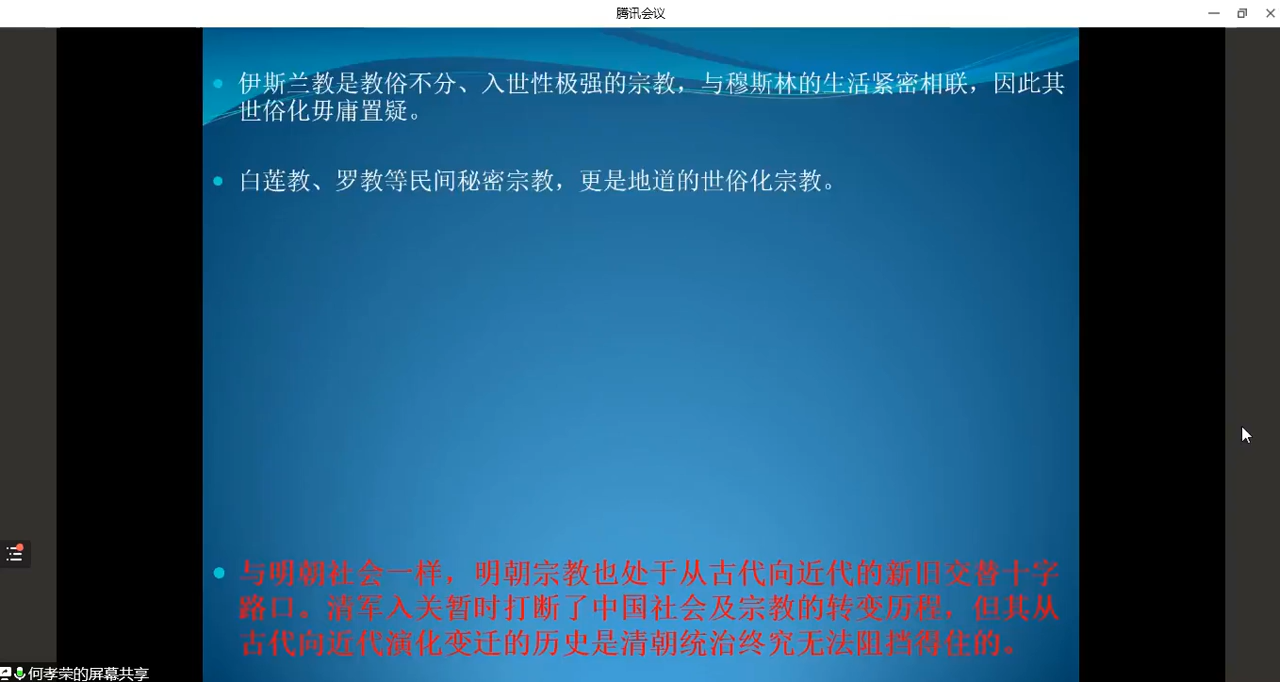 腾讯会议
伊斯兰教是教俗不分、入世性极强的宗教，与穆斯林的生活紧密相联，因此其
世俗化毋庸置疑。
白莲教、罗教等民间秘密宗教，更是地道的世俗化宗教。
与明朝社会一样，明朝宗教也处于从古代向近代的新旧交替十字
路口。清军入关暂时打断了中国社会及宗教的转变历程，但其从
古代向近代演化变迁的历史是清朝统治终究无法阻挡得住的。
何孝荣的屏幕共享